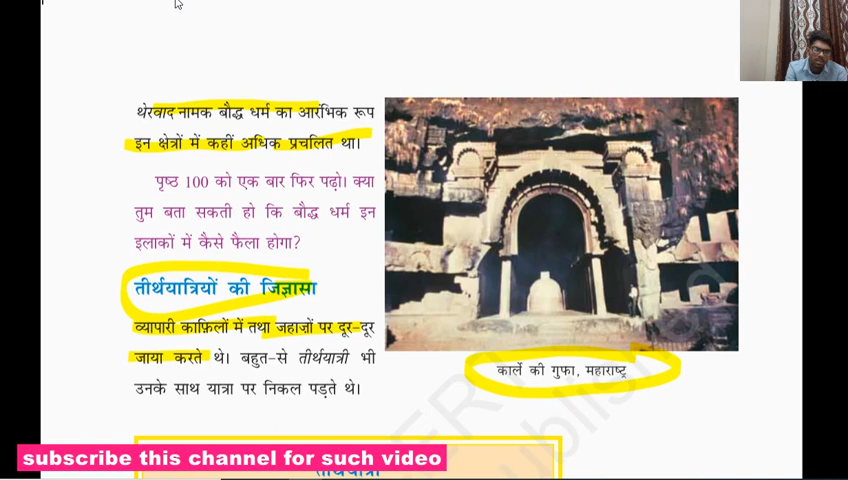 थेरवाद नामक बौद्ध धर्म का आरंभिक रूप
इन क्षेत्रों में कहीं अधिक प्रचलित था।
पृष्ठ 100 को एक बार फिर पढ़ो। क्या
तुम बता सकती हो कि बौद्ध धर्म इन
इलाकों में कैसे फैला होगा?
तीर्थयात्रियों की जिज्ञासा
व्यापारी काफ़िलों में तथा जहाज़ों पर दूर-दूर
जाया करते थे। बहुत-से तीर्थयात्री भी
उनके साथ यात्रा पर निकल पड़ते थे।
कार्ले की गुफा, महाराष्ट्र
तीर्थयात्री
subscribe this channel for such video